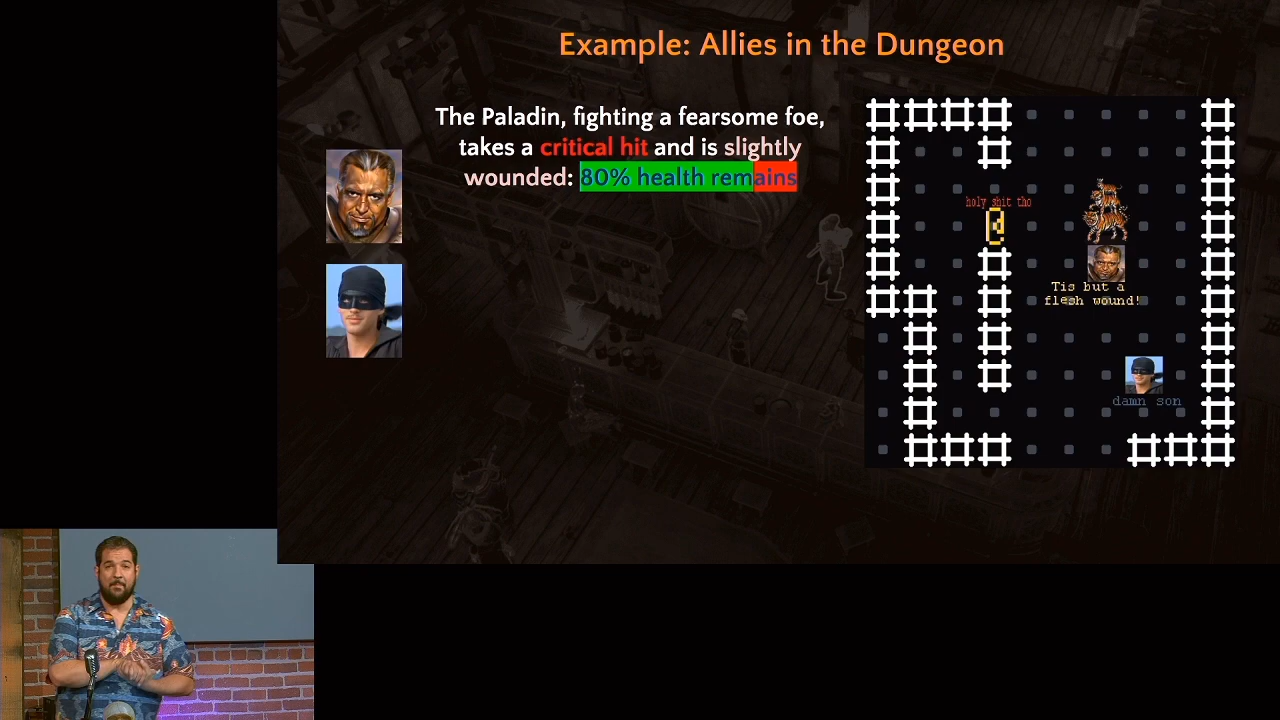 Example: Allies in the Dungeon
The Paladin, fighting a fearsome foe,
takes a critical hit and is slightly
wounded: 80% health remains
holy shit tho
Tis but a
flesh wound!
damn son